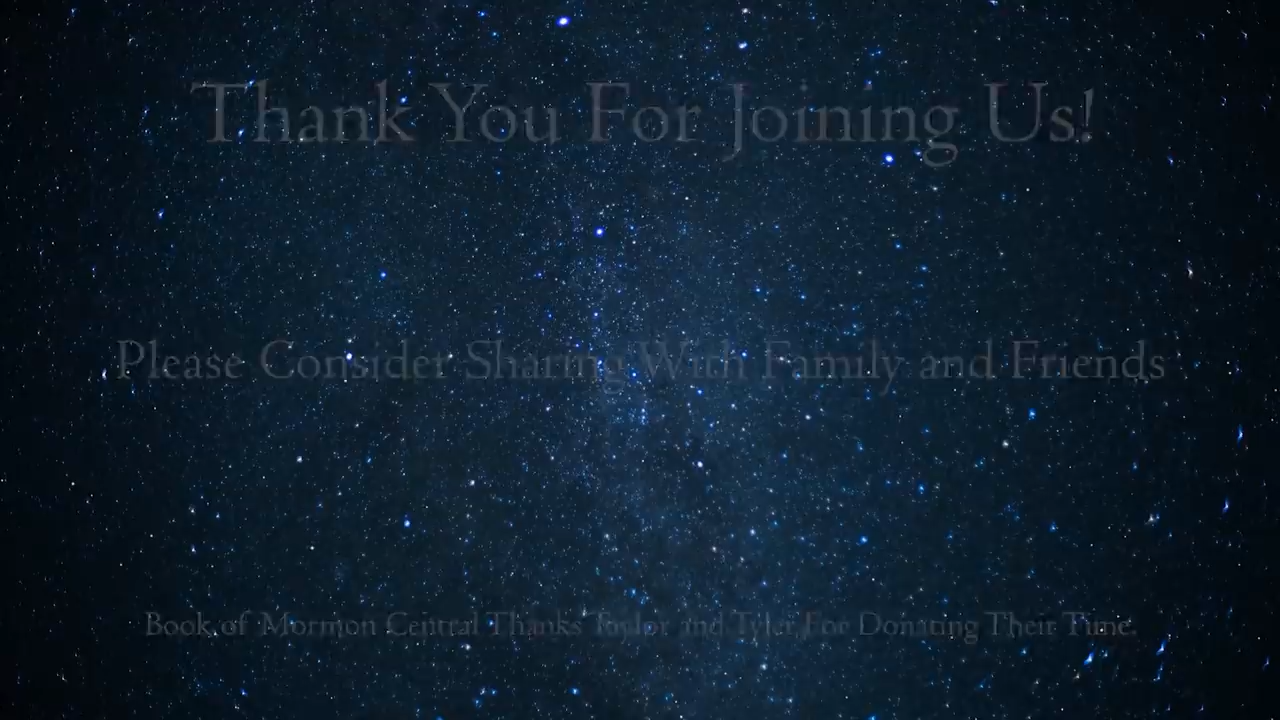 Thank You For Joining Us!
Please Consider Sharing With Family and Friends
Book of Mormon Central Thanks Taylor and Tyler For Donating Their Time.